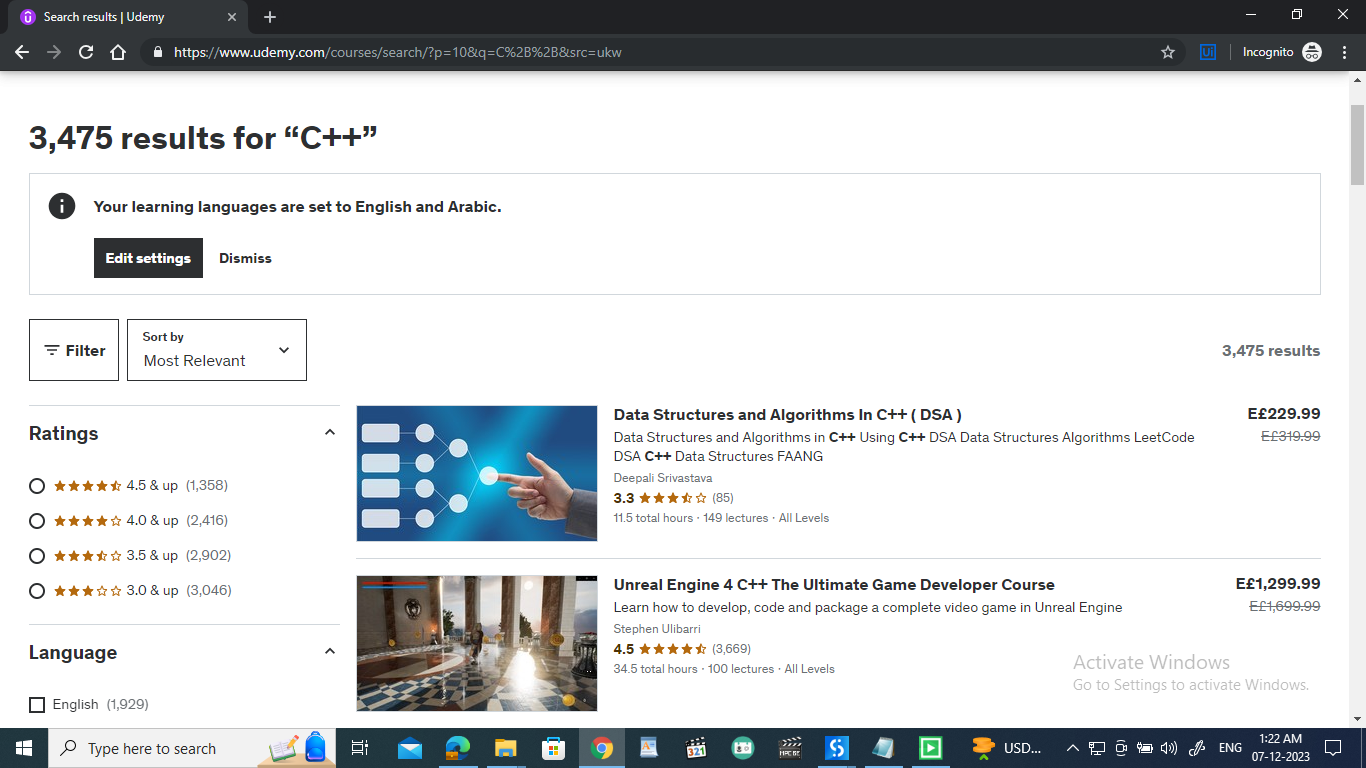 Search results | Udemy
https://www.udemy.com/courses/search/?p=10&q=C%2B%2B&src=ukw
Ui
Incognito
3,475 results for “C++”
Your learning languages are set to English and Arabic.
Edit settings
Dismiss
Filter
Sort by
Most Relevant
3,475 results
Ratings
4.5 & up (1,358)
4.0 & up (2,416)
3.5 & up (2,902)
3.0 & up (3,046)
Language
English (1,929)
Data Structures and Algorithms In C++ ( DSA )
E£229.99
Data Structures and Algorithms in C++ Using C++ DSA Data Structures Algorithms LeetCode
E£319.99
DSA C++ Data Structures FAANG
Deepali Srivastava
3.3 (85)
11.5 total hours · 149 lectures · All Levels
Unreal Engine 4 C++ The Ultimate Game Developer Course
E£1,299.99
Learn how to develop, code and package a complete video game in Unreal Engine
E£1,699.99
Stephen Ulibarri
4.5 (3,669)
34.5 total hours · 100 lectures · All Levels
Activate Windows
Go to Settings to activate Windows.
Type here to search
321
USD...
ENG
1:22 AM
07-12-2023